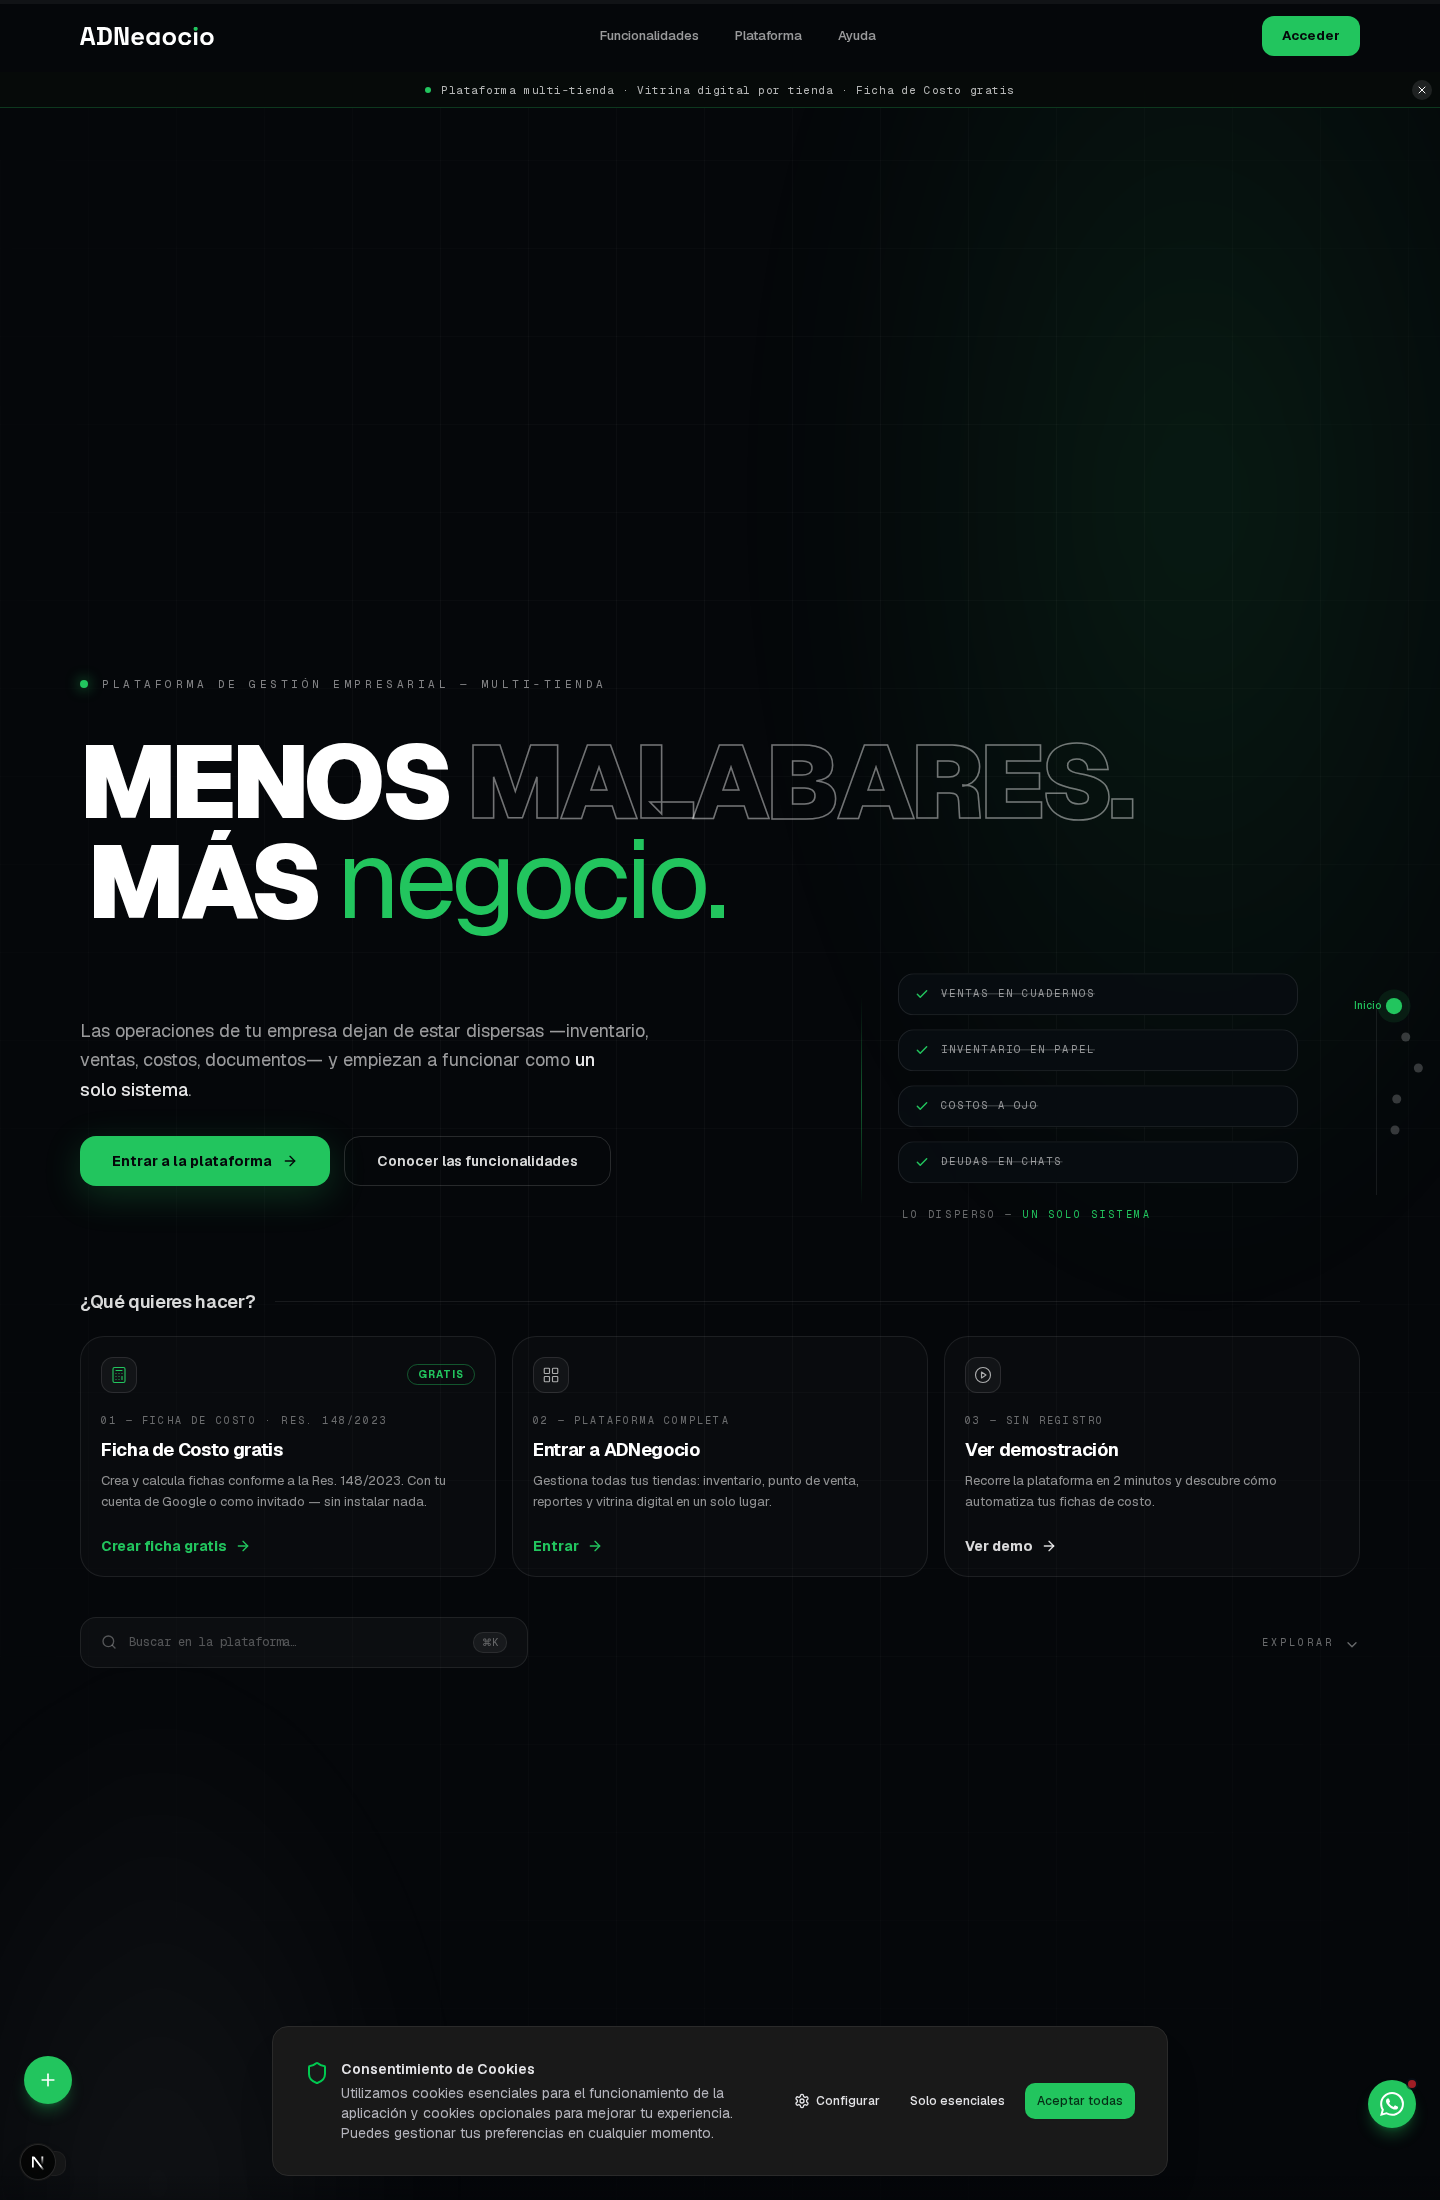 ADNegocio
Funcionalidades
Plataforma
Ayuda
Acceder
Plataforma multi-tienda · Vitrina digital por tienda · Ficha de Costo gratis
PLATAFORMA DE GESTIÓN EMPRESARIAL — MULTI-TIENDA
MENOS MALABARES.
MÁS negocio.
Las operaciones de tu empresa dejan de estar dispersas —inventario,
ventas, costos, documentos— y empiezan a funcionar como un
solo sistema.
Entrar a la plataforma
Conocer las funcionalidades
VENTAS EN CUADERNOS
INVENTARIO EN PAPEL
COSTOS A OJO
DEUDAS EN CHATS
LO DISPERSO — UN SOLO SISTEMA
Inicio
¿Qué quieres hacer?
GRATIS
01 — FICHA DE COSTO · RES. 148/2023
Ficha de Costo gratis
Crea y calcula fichas conforme a la Res. 148/2023. Con tu
cuenta de Google o como invitado — sin instalar nada.
Crear ficha gratis
02 — PLATAFORMA COMPLETA
Entrar a ADNegocio
Gestiona todas tus tiendas: inventario, punto de venta,
reportes y vitrina digital en un solo lugar.
Entrar
03 — SIN REGISTRO
Ver demostración
Recorre la plataforma en 2 minutos y descubre cómo
automatiza tus fichas de costo.
Ver demo
Buscar en la plataforma…
⌘K
EXPLORAR
Consentimiento de Cookies
Utilizamos cookies esenciales para el funcionamiento de la
aplicación y cookies opcionales para mejorar tu experiencia.
Puedes gestionar tus preferencias en cualquier momento.
Configurar
Solo esenciales
Aceptar todas
N